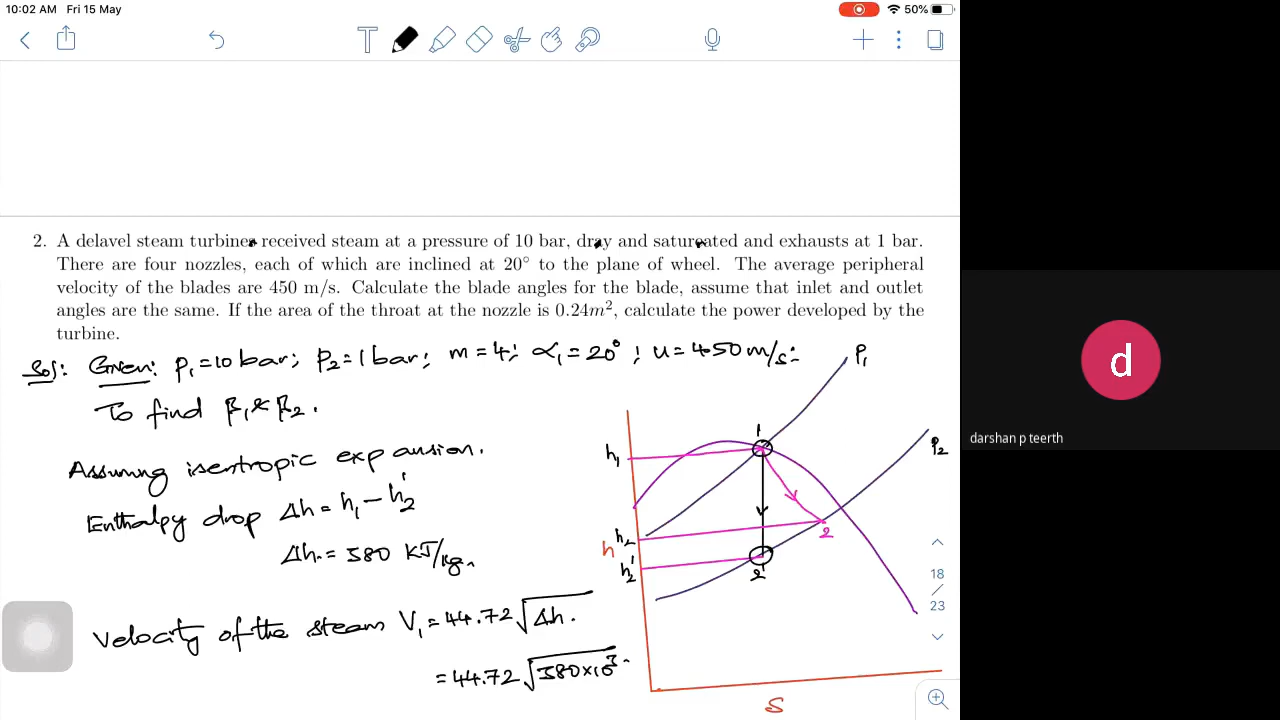 10:02 AM Fri 15 May
50%
2. A delavel steam turbines received steam at a pressure of 10 bar, dray and saturaated and exhausts at 1 bar.
There are four nozzles, each of which are inclined at 20° to the plane of wheel. The average peripheral
velocity of the blades are 450 m/s. Calculate the blade angles for the blade, assume that inlet and outlet
angles are the same. If the area of the throat at the nozzle is 0.24m², calculate the power developed by the
turbine.
Sol: Given: P₁=10 bar; P₂=1 bar; m=4; α₁=20°; u=450 m/s:
To find β₁ & β₂.
Assuming isentropic expansion.
Enthalpy drop Δh = h₁ - h₂'
Δh = 380 KJ/Kg.
Velocity of the steam V₁ = 44.72 √Δh.
= 44.72 √380×10³
P₁
P₂
1
h₁
h₂
h
h₂'
2
2'
S
d
darshan p teerth
18
/
23